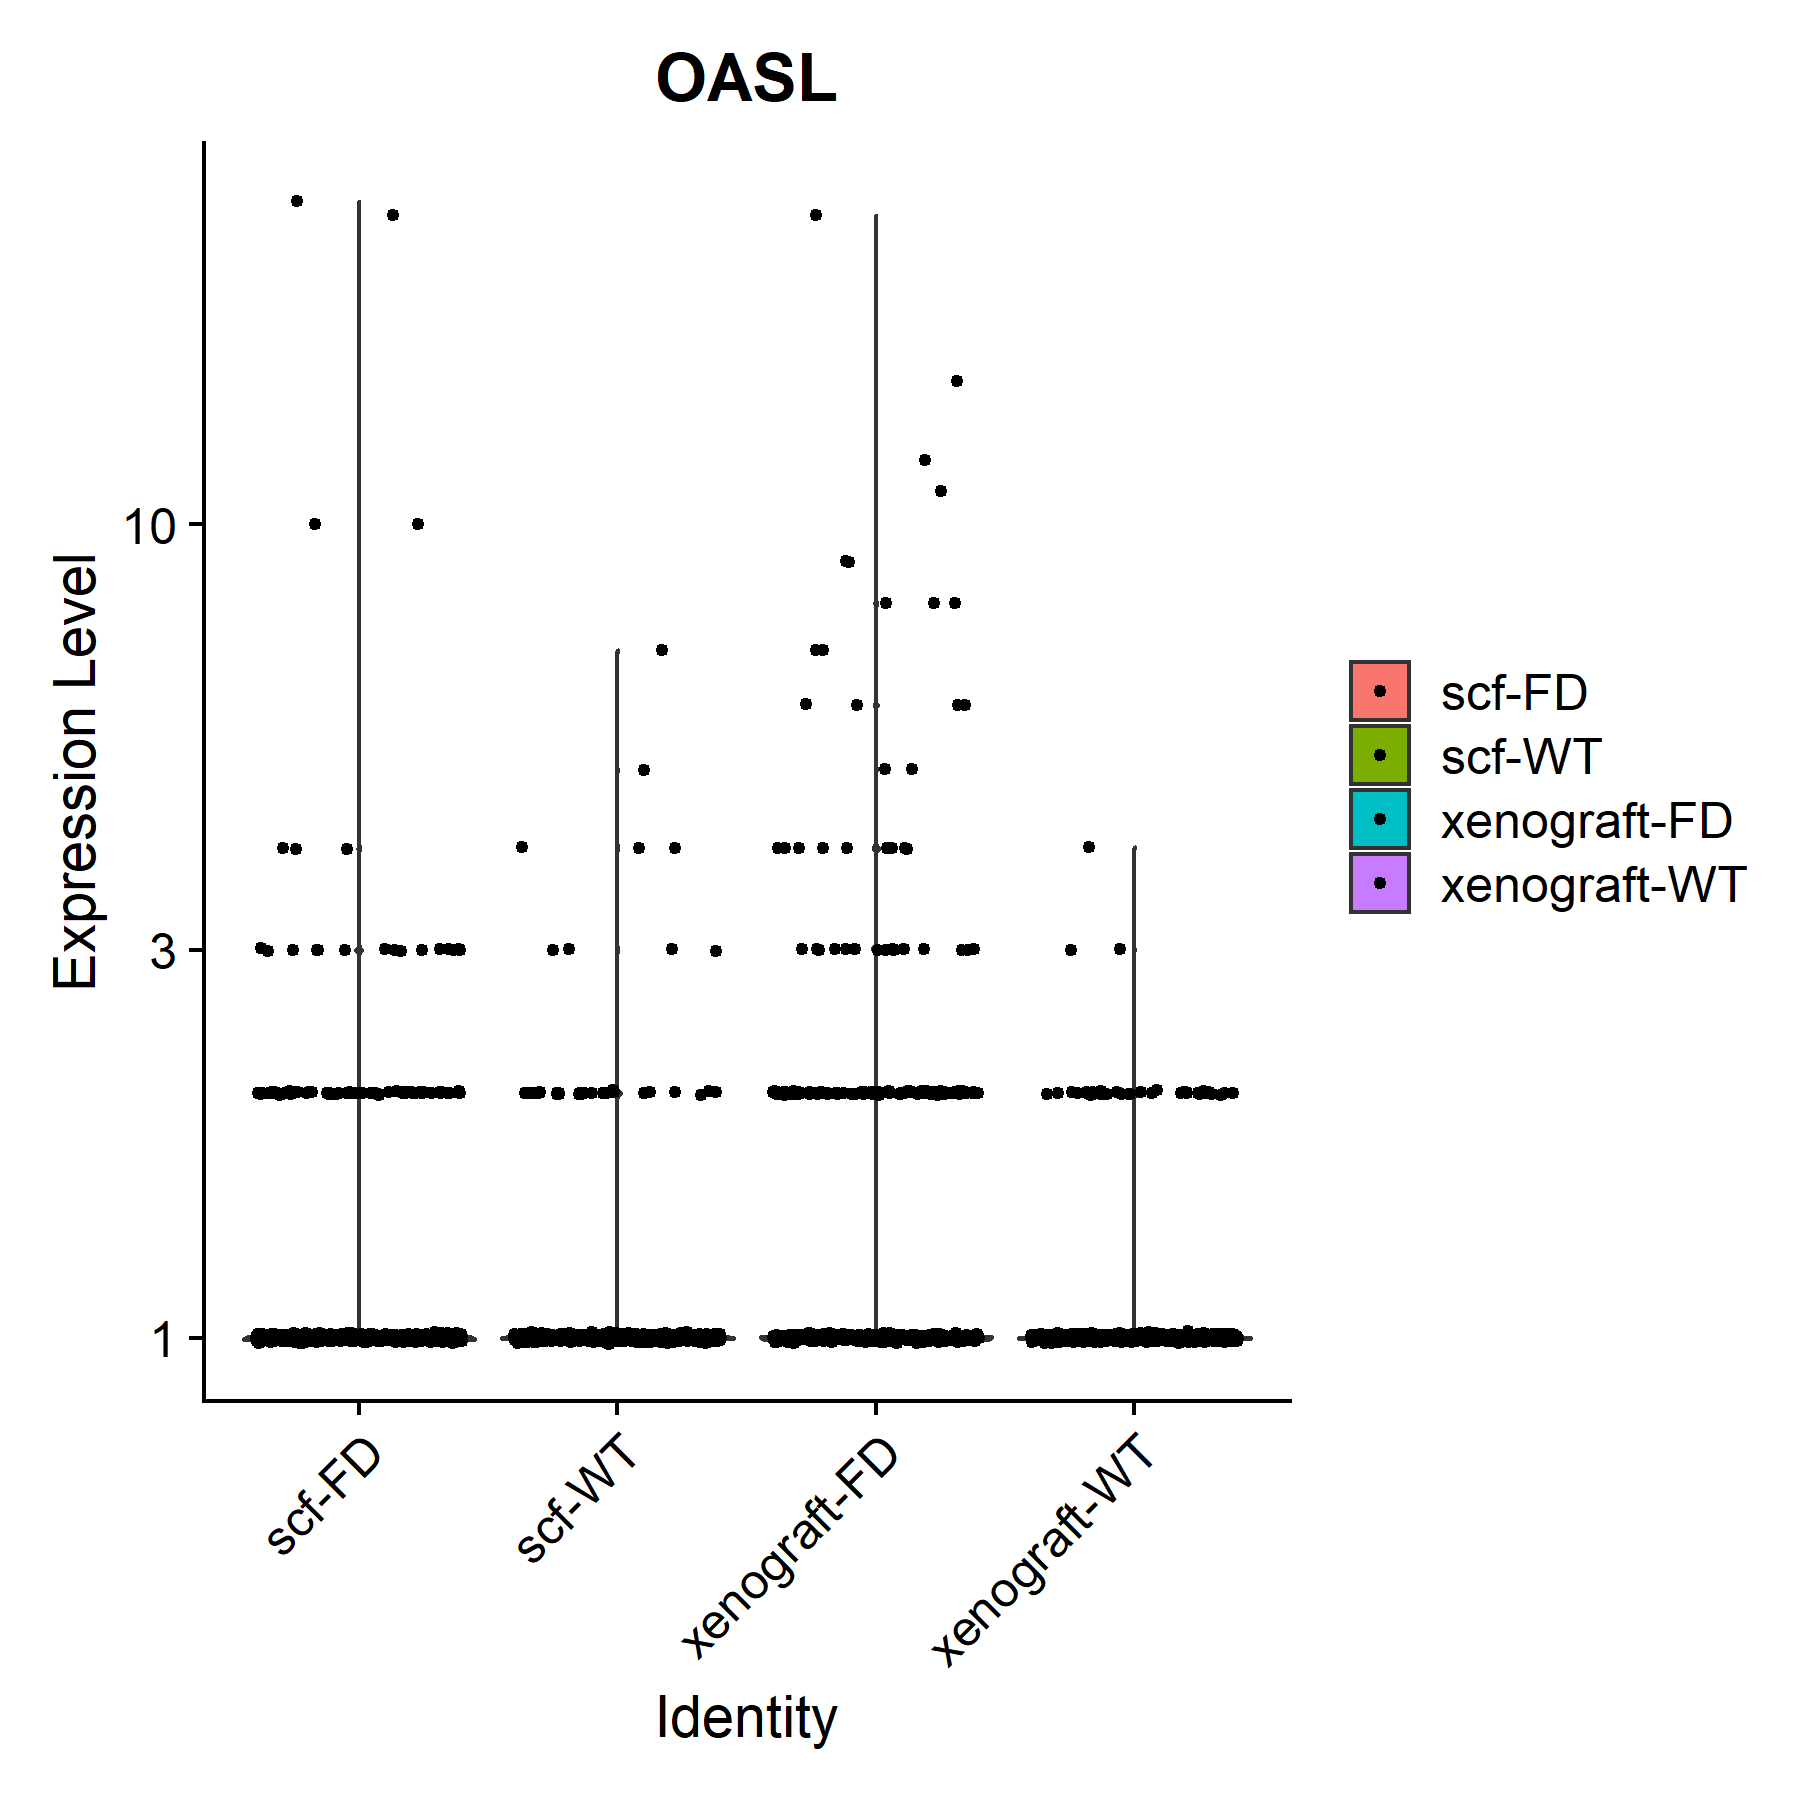 OASL
Expression Level
10
3
1
scf-FD
scf-WT
xenograft-FD
xenograft-WT
Identity
scf-FD
scf-WT
xenograft-FD
xenograft-WT